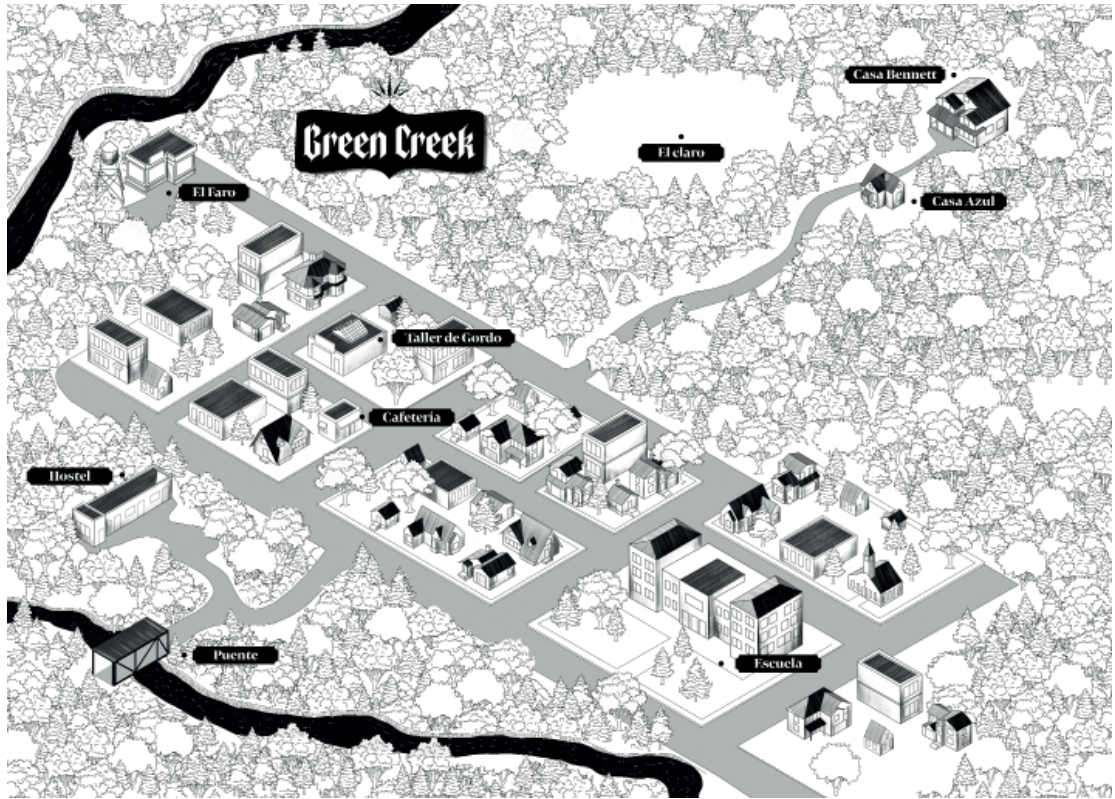 Casa Bennett
Green Creek
El claro
El Faro
Casa Azul
Taller de Gordo
Cafetería
Hostel
Puente
Escuela